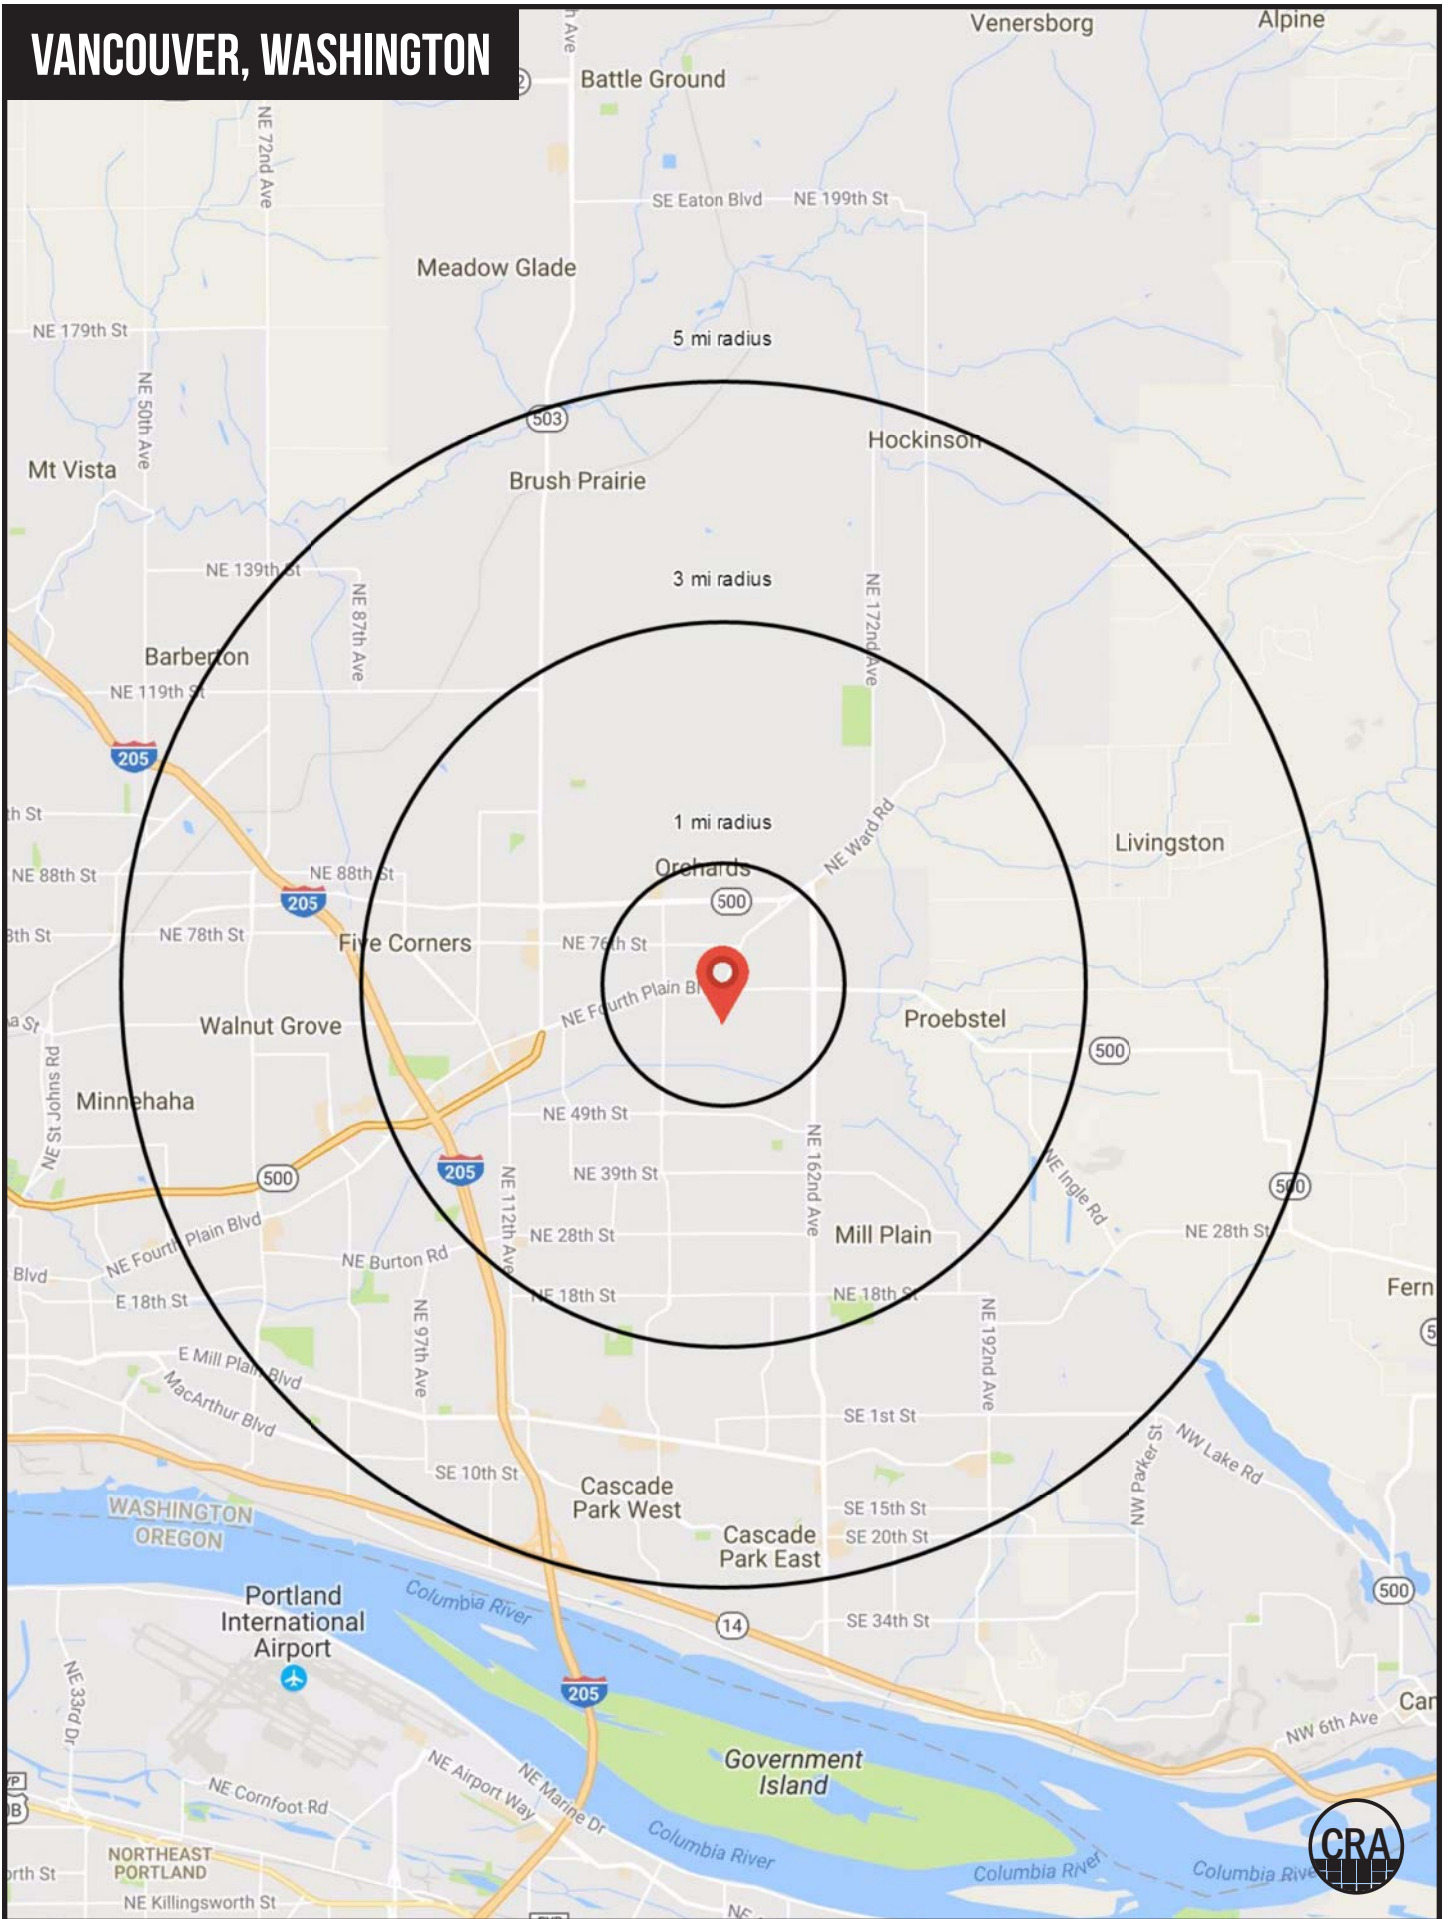 VANCOUVER, WASHINGTON
Venersborg
Alpine
Battle Ground
NE 72nd Ave
SE Eaton Blvd
NE 199th St
Meadow Glade
NE 179th St
5 mi radius
NE 50th Ave
503
Hockinson
Mt Vista
Brush Prairie
NE 139th St
3 mi radius
NE 87th Ave
NE 172nd Ave
Barberton
NE 119th St
205
1 mi radius
NE Ward Rd
Livingston
Orchards
NE 88th St
NE 88th St
205
500
NE 78th St
Five Corners
NE 76th St
NE Fourth Plain Bl
Walnut Grove
Proebstel
500
NE St Johns Rd
Minnehaha
NE 49th St
205
500
NE 39th St
NE 112th Ave
NE 162nd Ave
NE Ingle Rd
500
NE Fourth Plain Blvd
NE Burton Rd
NE 28th St
Mill Plain
NE 28th St
Blvd
E 18th St
NE 18th St
NE 18th St
Fern
NE 97th Ave
NE 192nd Ave
E Mill Plain Blvd
MacArthur Blvd
SE 1st St
NW Parker St
NW Lake Rd
SE 10th St
Cascade
Park West
SE 15th St
SE 20th St
Cascade
Park East
WASHINGTON
OREGON
Portland
International
Airport
Columbia River
500
14
SE 34th St
NE 33rd Dr
205
Car
NW 6th Ave
Government
Island
NE Airport Way
NE Marine Dr
NE Cornfoot Rd
Columbia River
CRA
NORTHEAST
PORTLAND
Columbia River
Columbia Rive
NE Killingsworth St